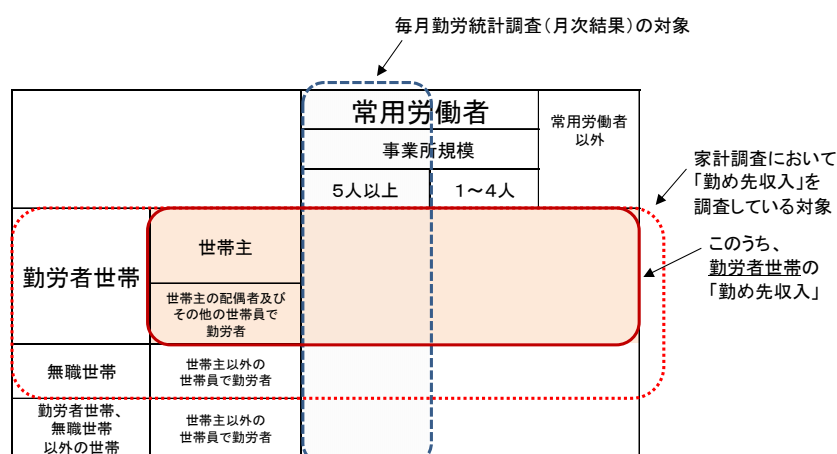 毎月勤労統計調査（月次結果）の対象
常用労働者
常用労働者
以外
事業所規模
5人以上
1～4人
家計調査において
「勤め先収入」を
調査している対象
このうち、
勤労者世帯の
「勤め先収入」
勤労者世帯
世帯主
世帯主の配偶者及び
その他の世帯員で
勤労者
無職世帯
世帯主以外の
世帯員で勤労者
勤労者世帯、
無職世帯
以外の世帯
世帯主以外の
世帯員で勤労者